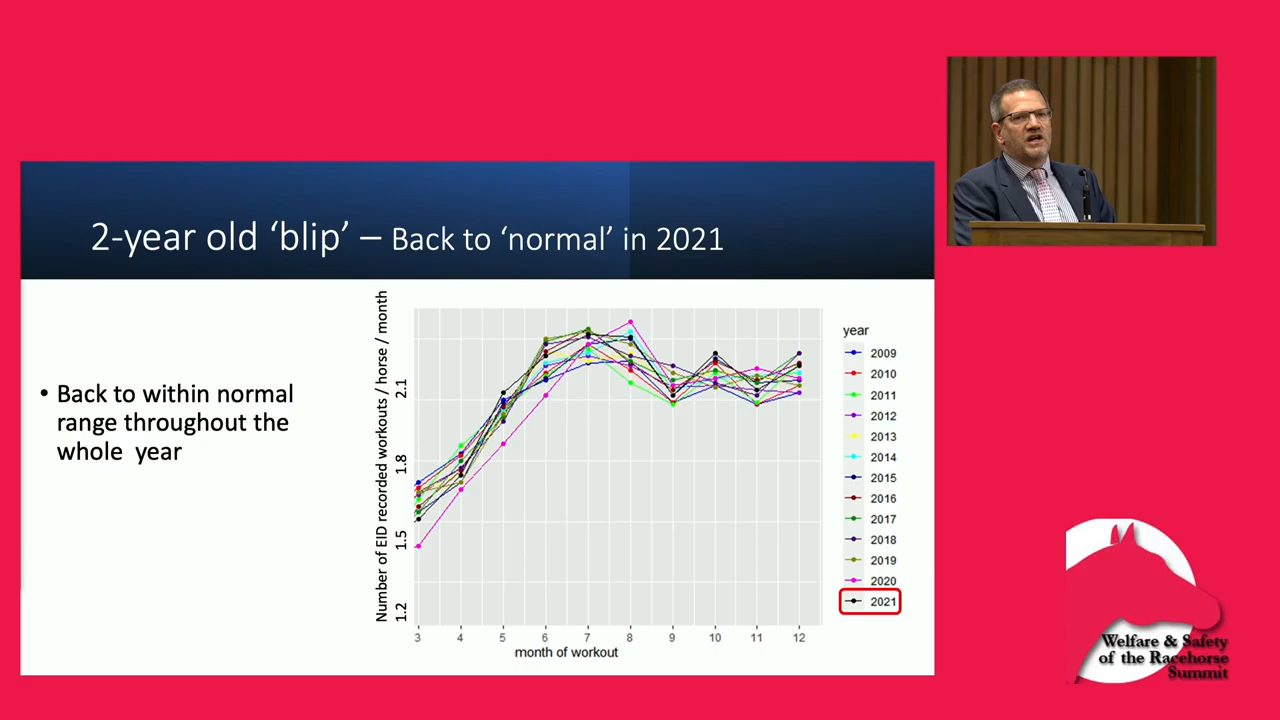 2-year old ‘blip’ – Back to ‘normal’ in 2021
• Back to within normal
range throughout the
whole  year
Number of EID recorded workouts / horse / month
2.1
1.8
1.5
1.2
3 4 5 6 7 8 9 10 11 12
month of workout
year
2009
2010
2011
2012
2013
2014
2015
2016
2017
2018
2019
2020
2021
Welfare & Safety
of the Racehorse
Summit